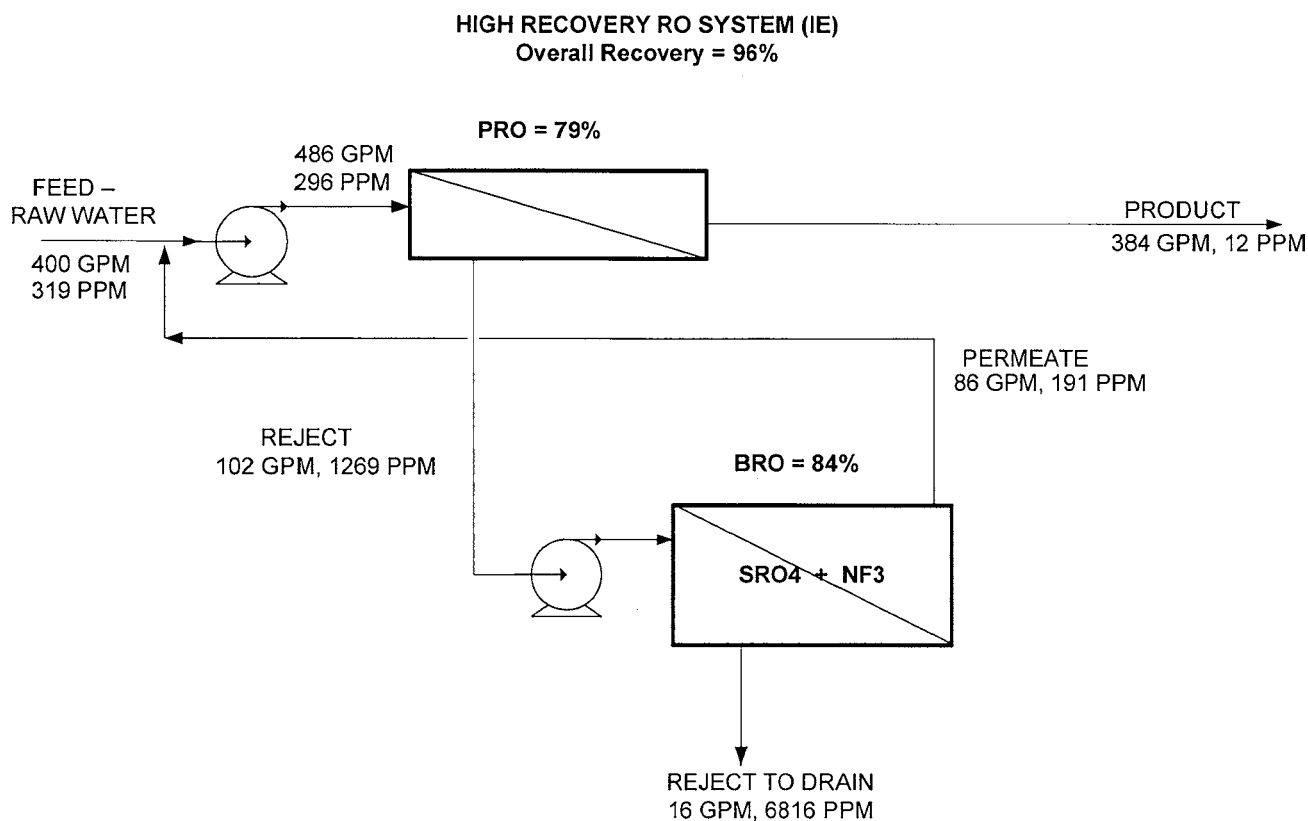 HIGH RECOVERY RO SYSTEM (IE)
Overall Recovery = 96%
PRO = 79%
486 GPM
296 PPM
FEED –
RAW WATER
400 GPM
319 PPM
PRODUCT
384 GPM, 12 PPM
PERMEATE
86 GPM, 191 PPM
REJECT
102 GPM, 1269 PPM
BRO = 84%
SRO4 + NF3
REJECT TO DRAIN
16 GPM, 6816 PPM